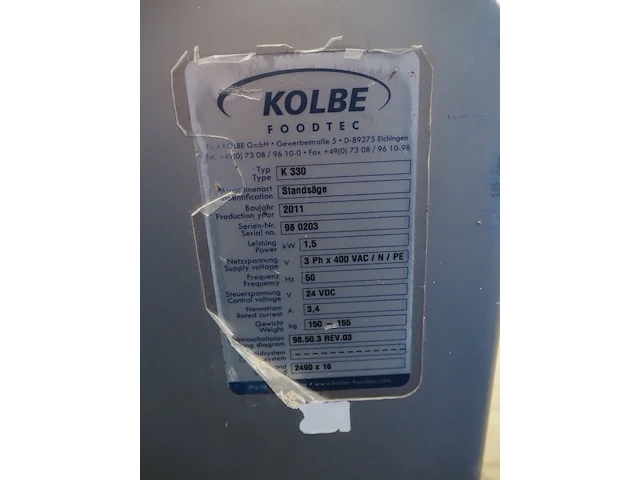 KOLBE
FOODTEC
KOLBE GmbH • Gewerbestraße 5 • D-89275 Elchingen
Tel. +49(0) 73 08 / 96 10-0 • Fax +49(0) 73 08 / 96 10-98
Typ
Type K 330
Maschinenart
Identification Standsäge
Baujahr
Production year 2011
Serien-Nr.
Serial no. 98 0203
Leistung
Power kW 1,5
Netzspannung
Supply voltage V 3 Ph x 400 VAC / N / PE
Frequenz
Frequency Hz 50
Steuerspannung
Control voltage V 24 VDC
Nennstrom
Rated current A 3,4
Gewicht
Weight kg 150 – 155
diagram 98.50.3 REV.03
system
2490 x 16
www.kolbe-foodtec.com